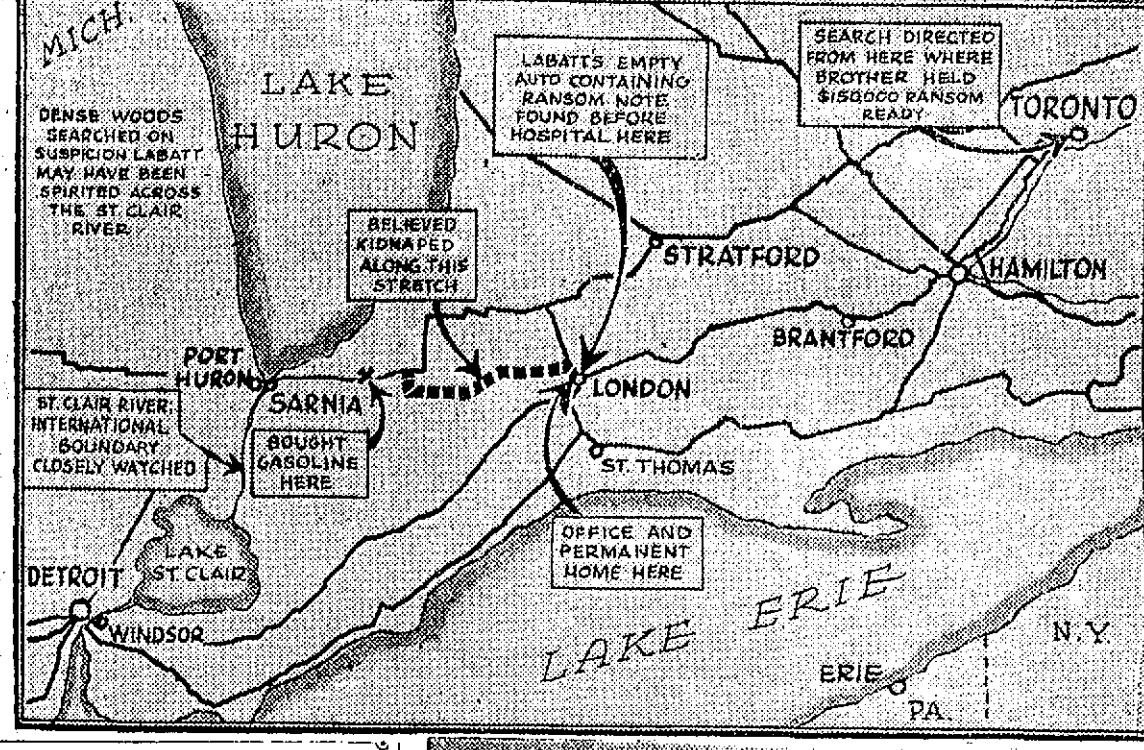 MICH.
LAKE
HURON
DENSE WOODS
SEARCHED ON
SUSPICION LABATT
MAY HAVE BEEN
SPIRITED ACROSS
THE ST. CLAIR
RIVER
LABATT'S EMPTY
AUTO CONTAINING
RANSOM NOTE
FOUND BEFORE
HOSPITAL HERE
SEARCH DIRECTED
FROM HERE WHERE
BROTHER HELD
$150,000 RANSOM
READY
TORONTO
BELIEVED
KIDNAPED
ALONG THIS
STRETCH
STRATFORD
HAMILTON
BRANTFORD
PORT
HURON
SARNIA
LONDON
ST. CLAIR RIVER,
INTERNATIONAL
BOUNDARY
CLOSELY WATCHED
BOUGHT
GASOLINE
HERE
ST. THOMAS
OFFICE AND
PERMANENT
HOME HERE
LAKE
ST. CLAIR
DETROIT
WINDSOR
LAKE ERIE
N.Y.
ERIE
PA.